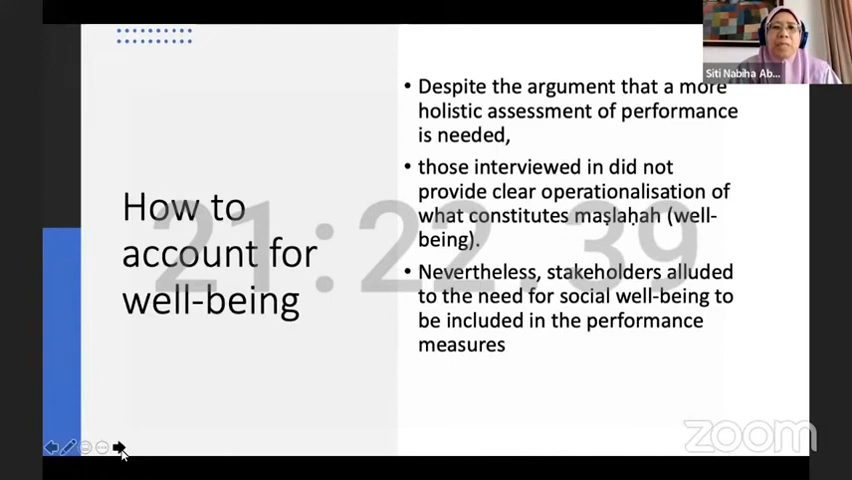 Siti Nabiha Ab...
• Despite the argument that a more
holistic assessment of performance
is needed,
• those interviewed in did not
provide clear operationalisation of
what constitutes maṣlaḥah (well-
being).
• Nevertheless, stakeholders alluded
to the need for social well-being to
be included in the performance
measures
How to
account for
well-being
21:22.39
zoom